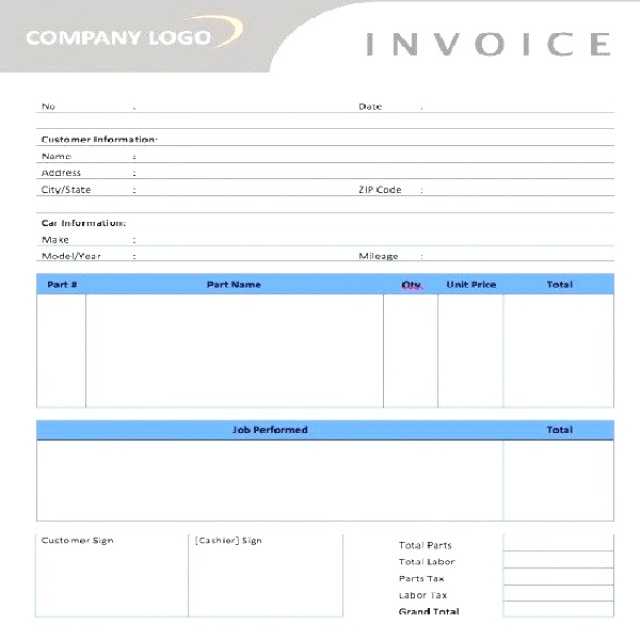 COMPANY LOGO
INVOICE
No : Date :
Customer Information:
Name :
Address :
City/State : ZIP Code :
Car Information:
Make :
Model/Year : Mileage :
Part # Part Name Qty. Unit Price Total
Job Performed Total
Customer Sign [Cashier] Sign
Total Parts
Total Labor
Parts Tax
Labor Tax
Grand Total